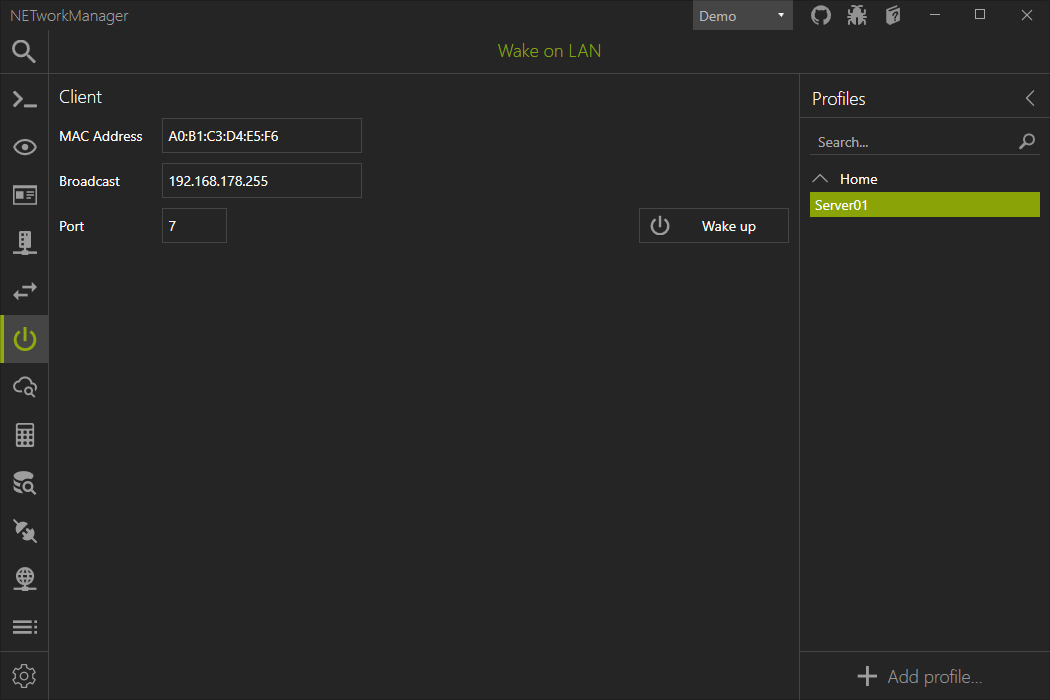 NETworkManager
Demo
Wake on LAN
Client
MAC Address A0:B1:C3:D4:E5:F6
Broadcast 192.168.178.255
Port 7
Wake up
Profiles
Search...
Home
Server01
Add profile...